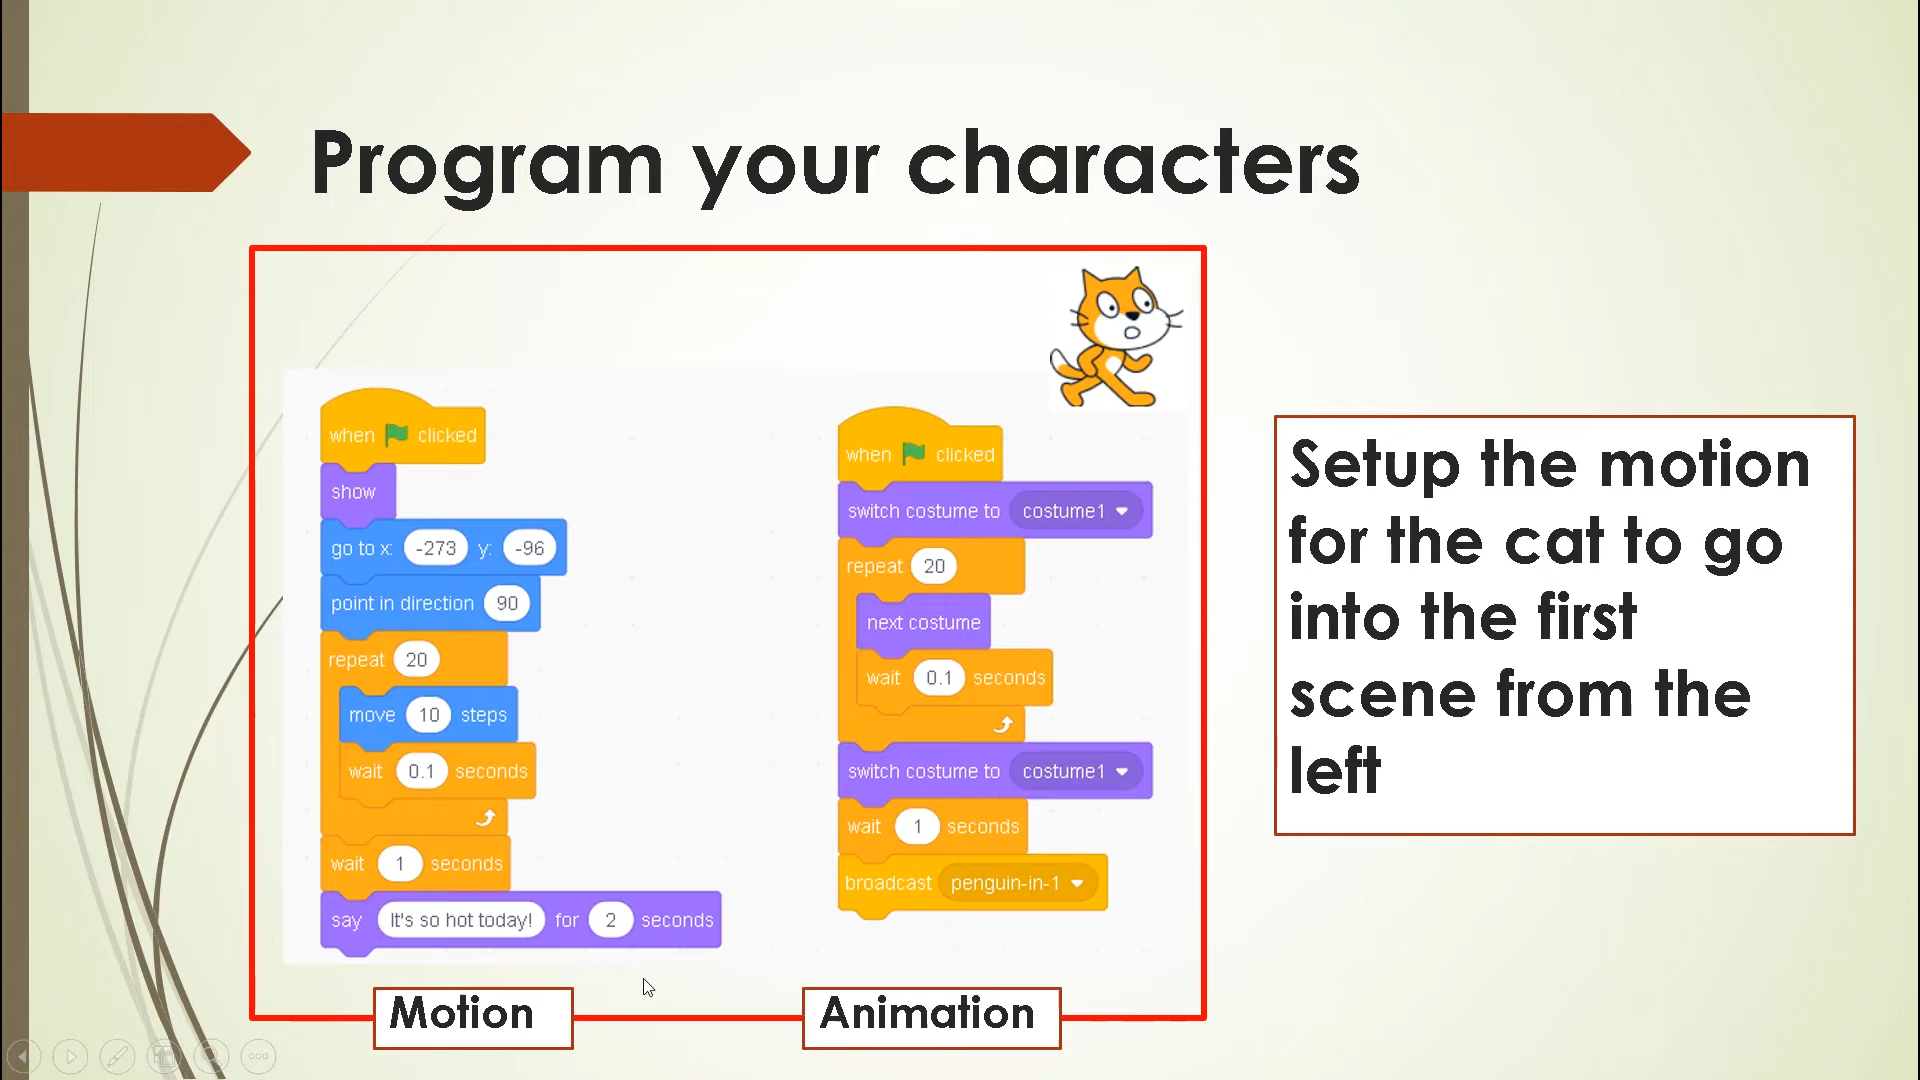 Program your characters
when clicked
show
go to x: -273 y: -96
point in direction 90
repeat 20
move 10 steps
wait 0.1 seconds
wait 1 seconds
say It's so hot today! for 2 seconds
Motion
when clicked
switch costume to costume1
repeat 20
next costume
wait 0.1 seconds
switch costume to costume1
wait 1 seconds
broadcast penguin-in-1
Animation
Setup the motion
for the cat to go
into the first
scene from the
left